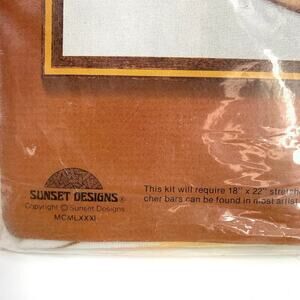 SUNSET DESIGNS®
Copyright © Sunset Designs
MCMLXXXI
This kit will require 18" x 22"
cher bars can be found in most artist